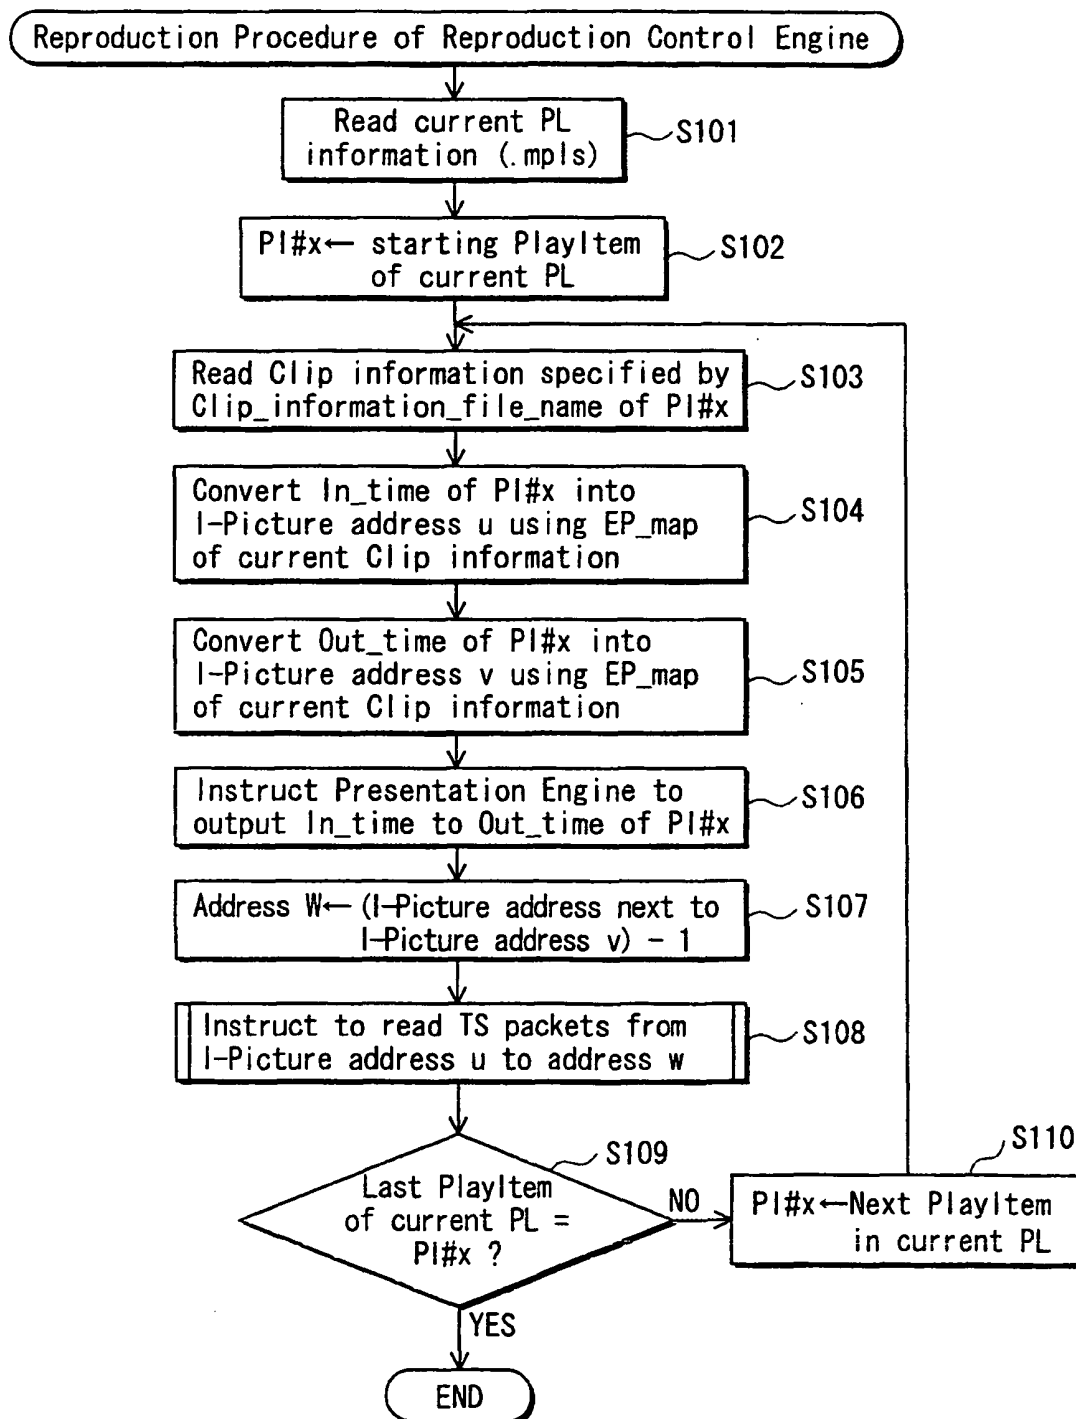 Reproduction Procedure of Reproduction Control Engine
Read current PL
information (.mpls)
S101
PI#x← starting PlayItem
of current PL
S102
Read Clip information specified by
Clip_information_file_name of PI#x
S103
Convert In_time of PI#x into
I-Picture address u using EP_map
of current Clip information
S104
Convert Out_time of PI#x into
I-Picture address v using EP_map
of current Clip information
S105
Instruct Presentation Engine to
output In_time to Out_time of PI#x
S106
Address W← (I-Picture address next to
I-Picture address v) - 1
S107
Instruct to read TS packets from
I-Picture address u to address w
S108
S109
Last PlayItem
of current PL =
PI#x ?
NO
S110
PI#x←Next PlayItem
in current PL
YES
END